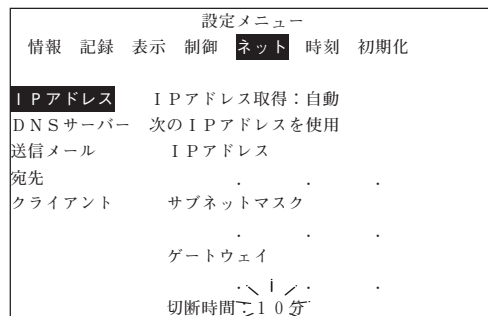 設定メニュー
情報 記録 表示 制御 ネット 時刻 初期化
ＩＰアドレス ＩＰアドレス取得：自動
ＤＮＳサーバー 次のＩＰアドレスを使用
送信メール ＩＰアドレス
宛先 . . .
クライアント サブネットマスク
. . .
ゲートウェイ
. . .
切断時間：１０分